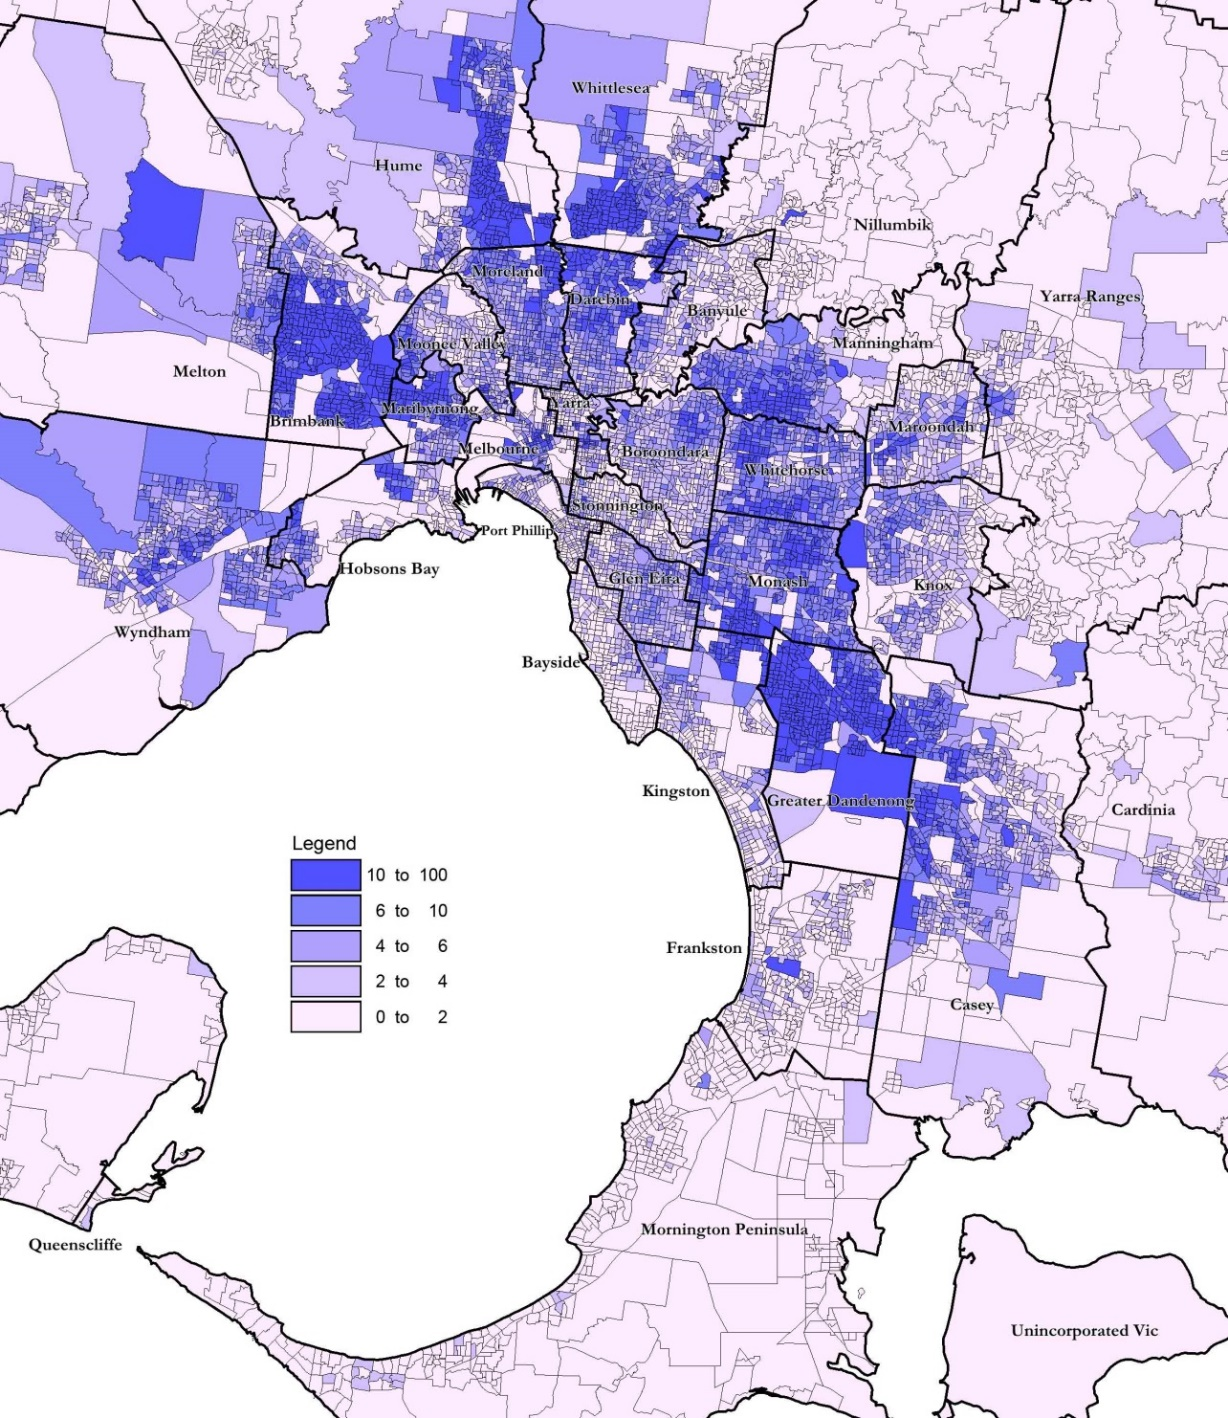 Whittlesea
Hume
Nillumbik
Moreland
Darebin
Banyule
Yarra Ranges
Moonee Valley
Manningham
Melton
Brimbank
Maribyrnong
Yarra
Maroondah
Melbourne
Boroondara
Whitehorse
Stonnington
Port Phillip
Hobsons Bay
Glen Eira
Monash
Knox
Wyndham
Bayside
Kingston
Greater Dandenong
Cardinia
Legend
10 to 100
6 to 10
4 to 6
2 to 4
0 to 2
Frankston
Casey
Mornington Peninsula
Queenscliffe
Unincorporated Vic